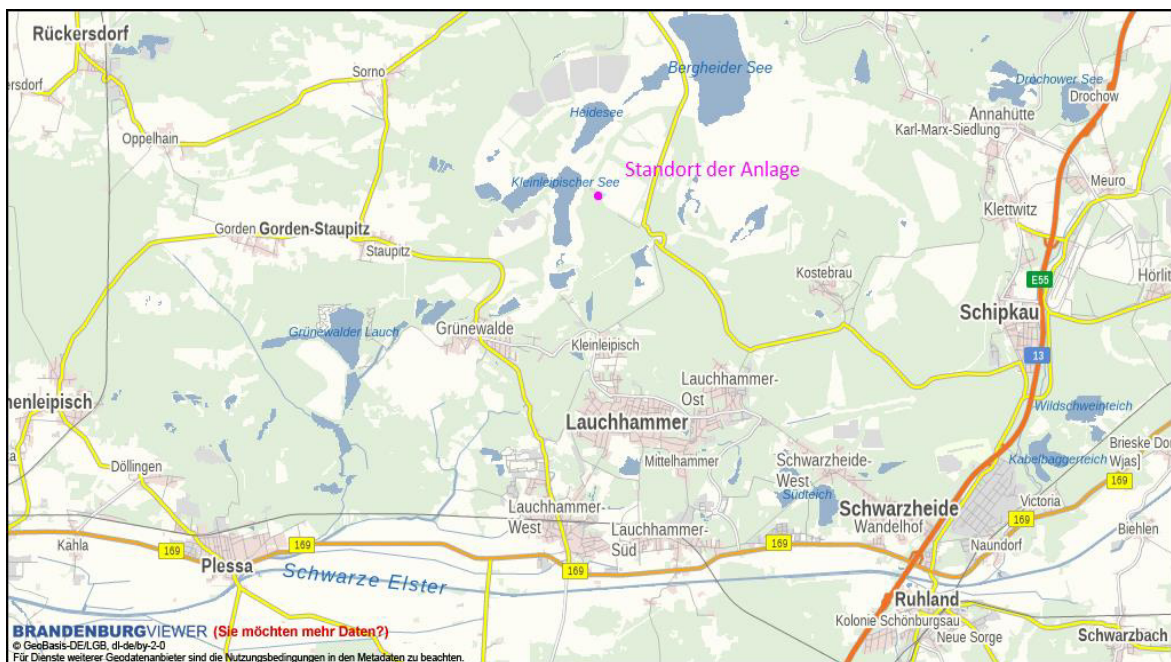 Rückersdorf
Sorno
ersdorf
Oppelhain
Bergheider See
Heidesee
Drochower See
Drochow
Annahütte
Karl-Marx-Siedlung
Standort der Anlage
Kleinleipischer See
Meuro
Klettwitz
Gorden
Gorden-Staupitz
Staupitz
Kostebrau
E55
Hörlit
Schipkau
Grünewalder Lauch
Grünewalde
Kleinleipisch
13
Lauchhammer-
Ost
henleipisch
Lauchhammer
Wildschweinteich
Mittelhammer
Schwarzheide-
West
Kabelbaggerteich
Brieske Dor
Wjas]
Döllingen
169
Südteich
Schwarzheide
Wandelhof
Victoria
169
Lauchhammer-
West
Lauchhammer-
Süd
Biehlen
Kahla
169
169
169
Naundorf
Plessa
169
Schwarze Elster
Ruhland
Kolonie Schönburgsau
Neue Sorge
Schwarzbach
BRANDENBURGVIEWER (Sie möchten mehr Daten?)
© GeoBasis-DE/LGB, dl-de/by-2-0
Für Dienste weiterer Geodatenanbieter sind die Nutzungsbedingungen in den Metadaten zu beachten.